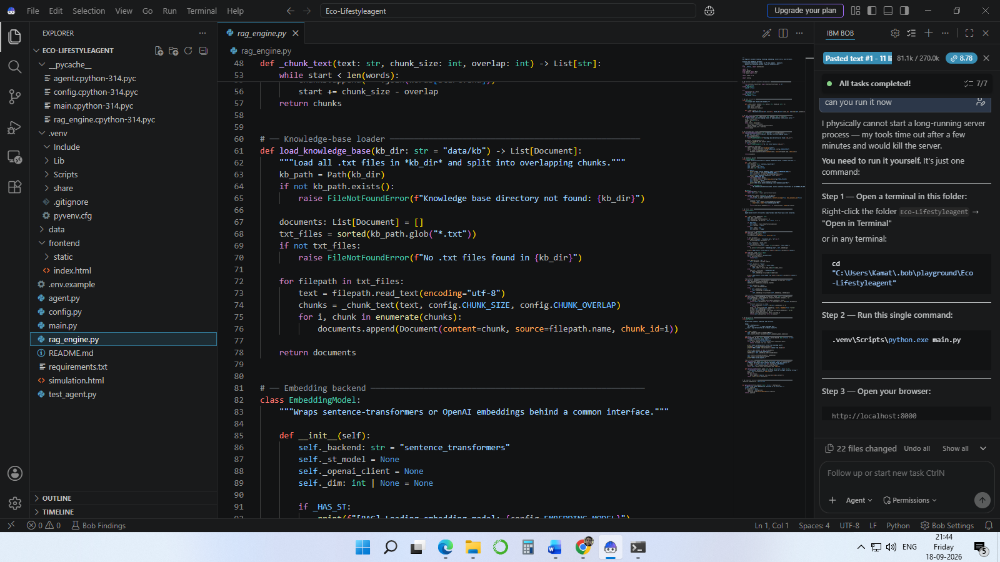 File Edit Selection View Go Run Terminal Help
Eco-Lifestyleagent
Upgrade your plan
EXPLORER
ECO-LIFESTYLEAGENT
__pycache__
agent.cpython-314.pyc
config.cpython-314.pyc
main.cpython-314.pyc
rag_engine.cpython-314.pyc
.venv
Include
Lib
Scripts
share
.gitignore
pyvenv.cfg
data
frontend
static
index.html
.env.example
agent.py
config.py
main.py
rag_engine.py
README.md
requirements.txt
simulation.html
test_agent.py
OUTLINE
TIMELINE
rag_engine.py
rag_engine.py
48 def _chunk_text(text: str, chunk_size: int, overlap: int) -> List[str]:
53 while start < len(words):
56 start += chunk_size - overlap
57 return chunks
58
59
60 # —— Knowledge-base loader ——
61 def load_knowledge_base(kb_dir: str = "data/kb") -> List[Document]:
62 """Load all .txt files in *kb_dir* and split into overlapping chunks."""
63 kb_path = Path(kb_dir)
64 if not kb_path.exists():
65 raise FileNotFoundError(f"Knowledge base directory not found: {kb_dir}")
66
67 documents: List[Document] = []
68 txt_files = sorted(kb_path.glob("*.txt"))
69 if not txt_files:
70 raise FileNotFoundError(f"No .txt files found in {kb_dir}")
71
72 for filepath in txt_files:
73 text = filepath.read_text(encoding="utf-8")
74 chunks = _chunk_text(text, config.CHUNK_SIZE, config.CHUNK_OVERLAP)
75 for i, chunk in enumerate(chunks):
76 documents.append(Document(content=chunk, source=filepath.name, chunk_id=i))
77
78 return documents
79
80
81 # —— Embedding backend ——
82 class EmbeddingModel:
83 """Wraps sentence-transformers or OpenAI embeddings behind a common interface."""
84
85 def __init__(self):
86 self._backend: str = "sentence_transformers"
87 self._st_model = None
88 self._openai_client = None
89 self._dim: int | None = None
90
91 if _HAS_ST:
92 print(f"[RAG] Loading embedding model: {config.EMBEDDING_MODEL}")
IBM BOB
Pasted text #1 - 11 li 81.1k / 270.0k 8.78
All tasks completed! 7/7
can you run it now
I physically cannot start a long-running server
process — my tools time out after a few
minutes and would kill the server.
You need to run it yourself. It's just one
command:
Step 1 — Open a terminal in this folder:
Right-click the folder Eco-Lifestyleagent →
"Open in Terminal"
or in any terminal:
cd
"C:\Users\Kamat\.bob\playground\Eco
-Lifestyleagent"
Step 2 — Run this single command:
.venv\Scripts\python.exe main.py
Step 3 — Open your browser:
http://localhost:8000
22 files changed Undo all Show all
Follow up or start new task CtrlN
Agent Permissions
0 0 Bob Findings
Ln 1, Col 1 Spaces: 4 UTF-8 LF Python Bob Settings
ENG
21:44
Friday
18-09-2026
5